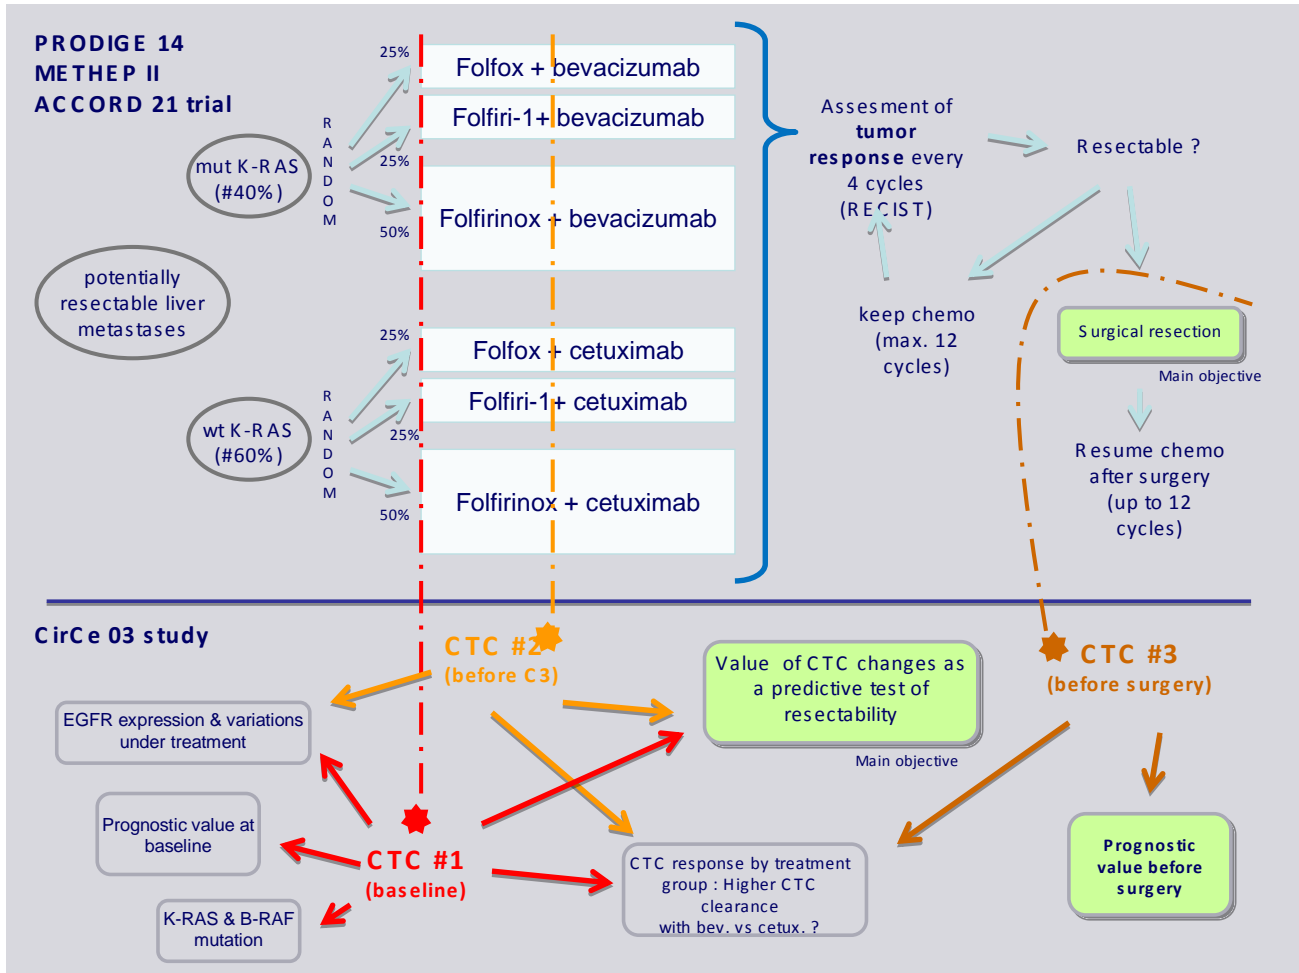 PRODIGE 14
METHEP II
ACCORD 21 trial
25%
Folfox + bevacizumab
Folfiri-1+ bevacizumab
25%
mut K-RAS
(#40%)
R
A
N
D
O
M
Folfirinox + bevacizumab
50%
potentially
resectable liver
metastases
25%
Folfox + cetuximab
Folfiri-1+ cetuximab
25%
wt K-RAS
(#60%)
R
A
N
D
O
M
Folfirinox + cetuximab
50%
Assesment of
tumor
response every
4 cycles
(RECIST)
Resectable ?
keep chemo
(max. 12
cycles)
Surgical resection
Main objective
Resume chemo
after surgery
(up to 12
cycles)
CirCe 03 study
CTC #2
(before C3)
Value of CTC changes as
a predictive test of
resectability
Main objective
CTC #3
(before surgery)
EGFR expression & variations
under treatment
Prognostic value at
baseline
CTC #1
(baseline)
K-RAS & B-RAF
mutation
CTC response by treatment
group : Higher CTC
clearance
with bev. vs cetux. ?
Prognostic
value before
surgery